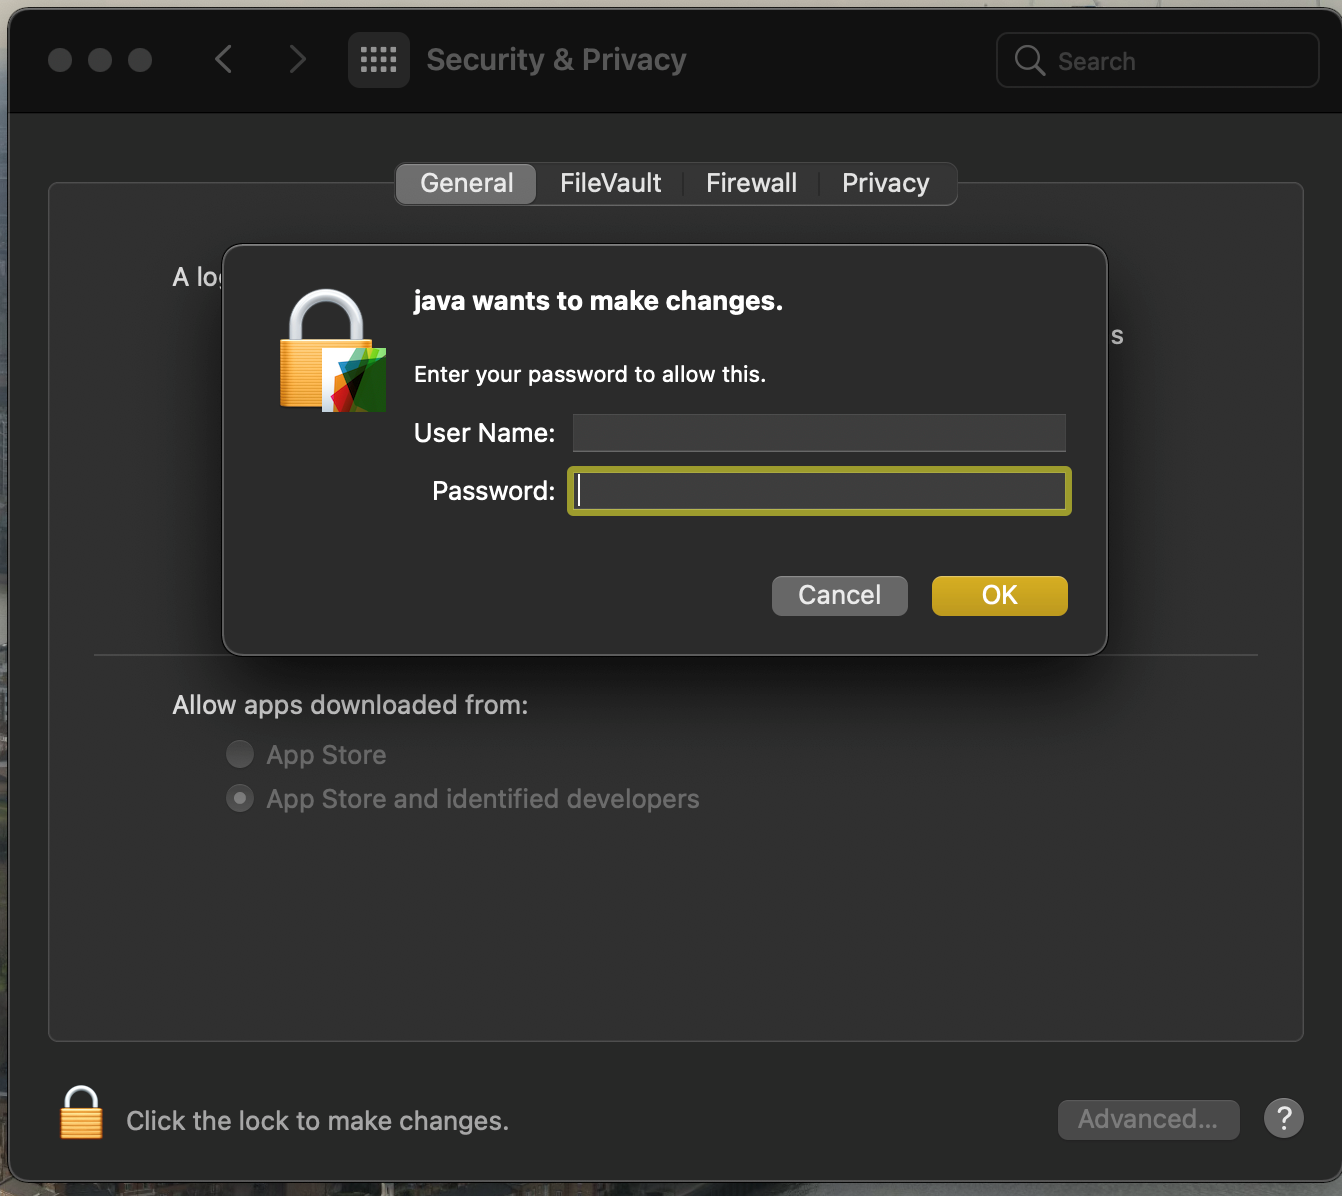 Security & Privacy
Search
General
FileVault
Firewall
Privacy
A log
s
java wants to make changes.
Enter your password to allow this.
User Name:
Password:
Cancel
OK
Allow apps downloaded from:
App Store
App Store and identified developers
Click the lock to make changes.
Advanced...
?